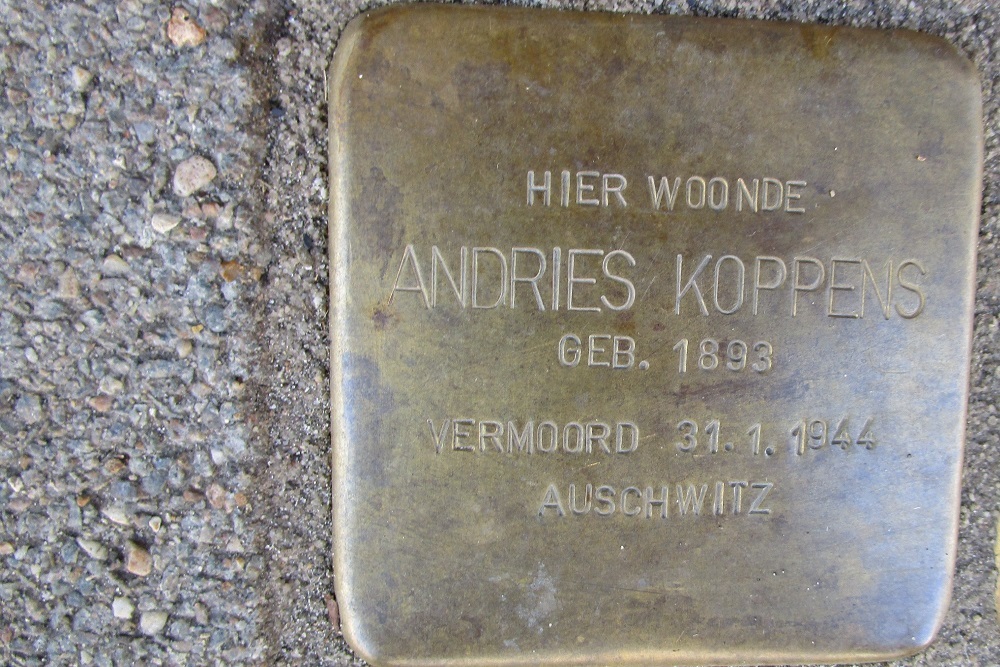 HIER WOONDE
ANDRIES KOPPENS
GEB. 1893
VERMOORD 31.1.1944
AUSCHWITZ